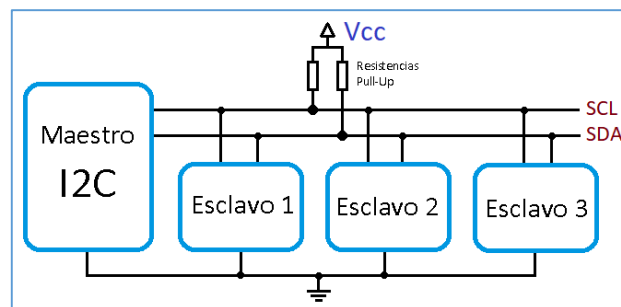 Vcc
Resistencias
Pull-Up
SCL
SDA
Maestro
I2C
Esclavo 1
Esclavo 2
Esclavo 3